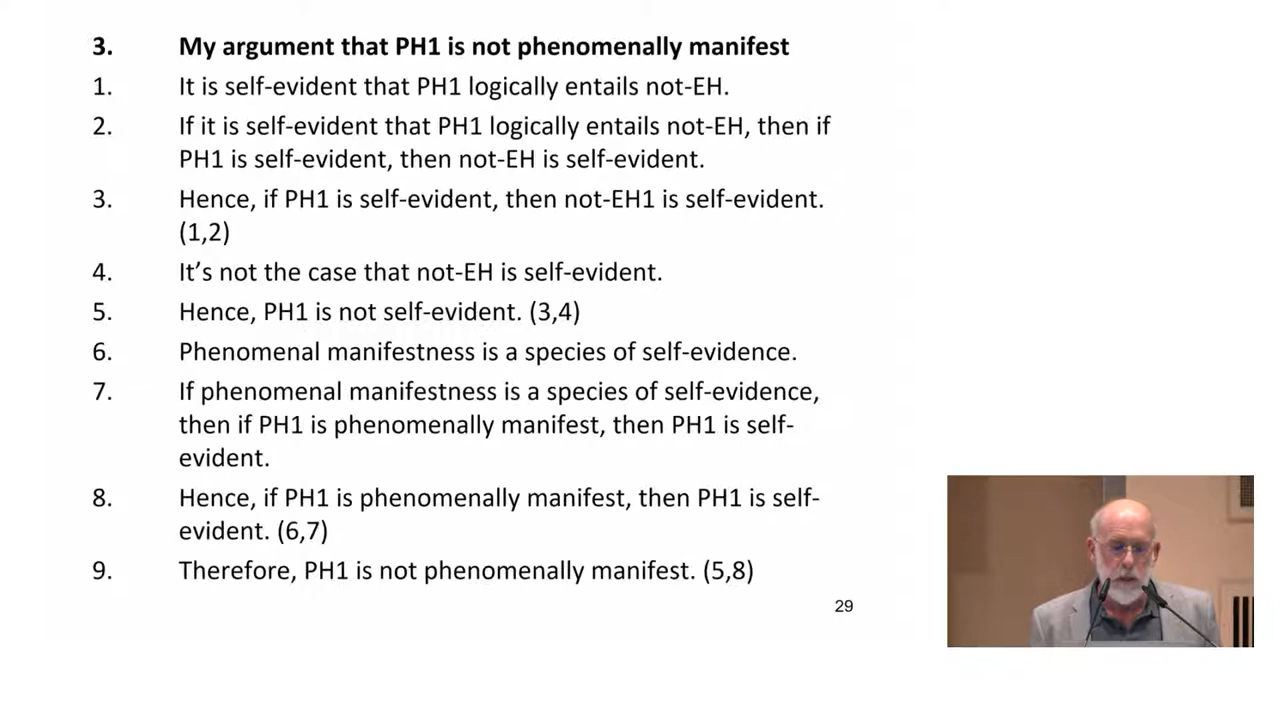 3. My argument that PH1 is not phenomenally manifest
1. It is self-evident that PH1 logically entails not-EH.
2. If it is self-evident that PH1 logically entails not-EH, then if
PH1 is self-evident, then not-EH is self-evident.
3. Hence, if PH1 is self-evident, then not-EH1 is self-evident.
(1,2)
4. It’s not the case that not-EH is self-evident.
5. Hence, PH1 is not self-evident. (3,4)
6. Phenomenal manifestness is a species of self-evidence.
7. If phenomenal manifestness is a species of self-evidence,
then if PH1 is phenomenally manifest, then PH1 is self-
evident.
8. Hence, if PH1 is phenomenally manifest, then PH1 is self-
evident. (6,7)
9. Therefore, PH1 is not phenomenally manifest. (5,8)
29